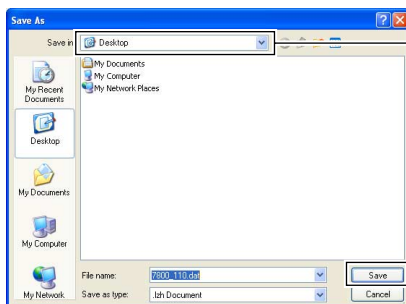 Save As
Save in
Desktop
My Documents
My Computer
My Network Places
My Recent
Documents
Desktop
My Documents
My Computer
My Network
File name:
7800_110.dat
Save
Save as type:
.lzh Document
Cancel